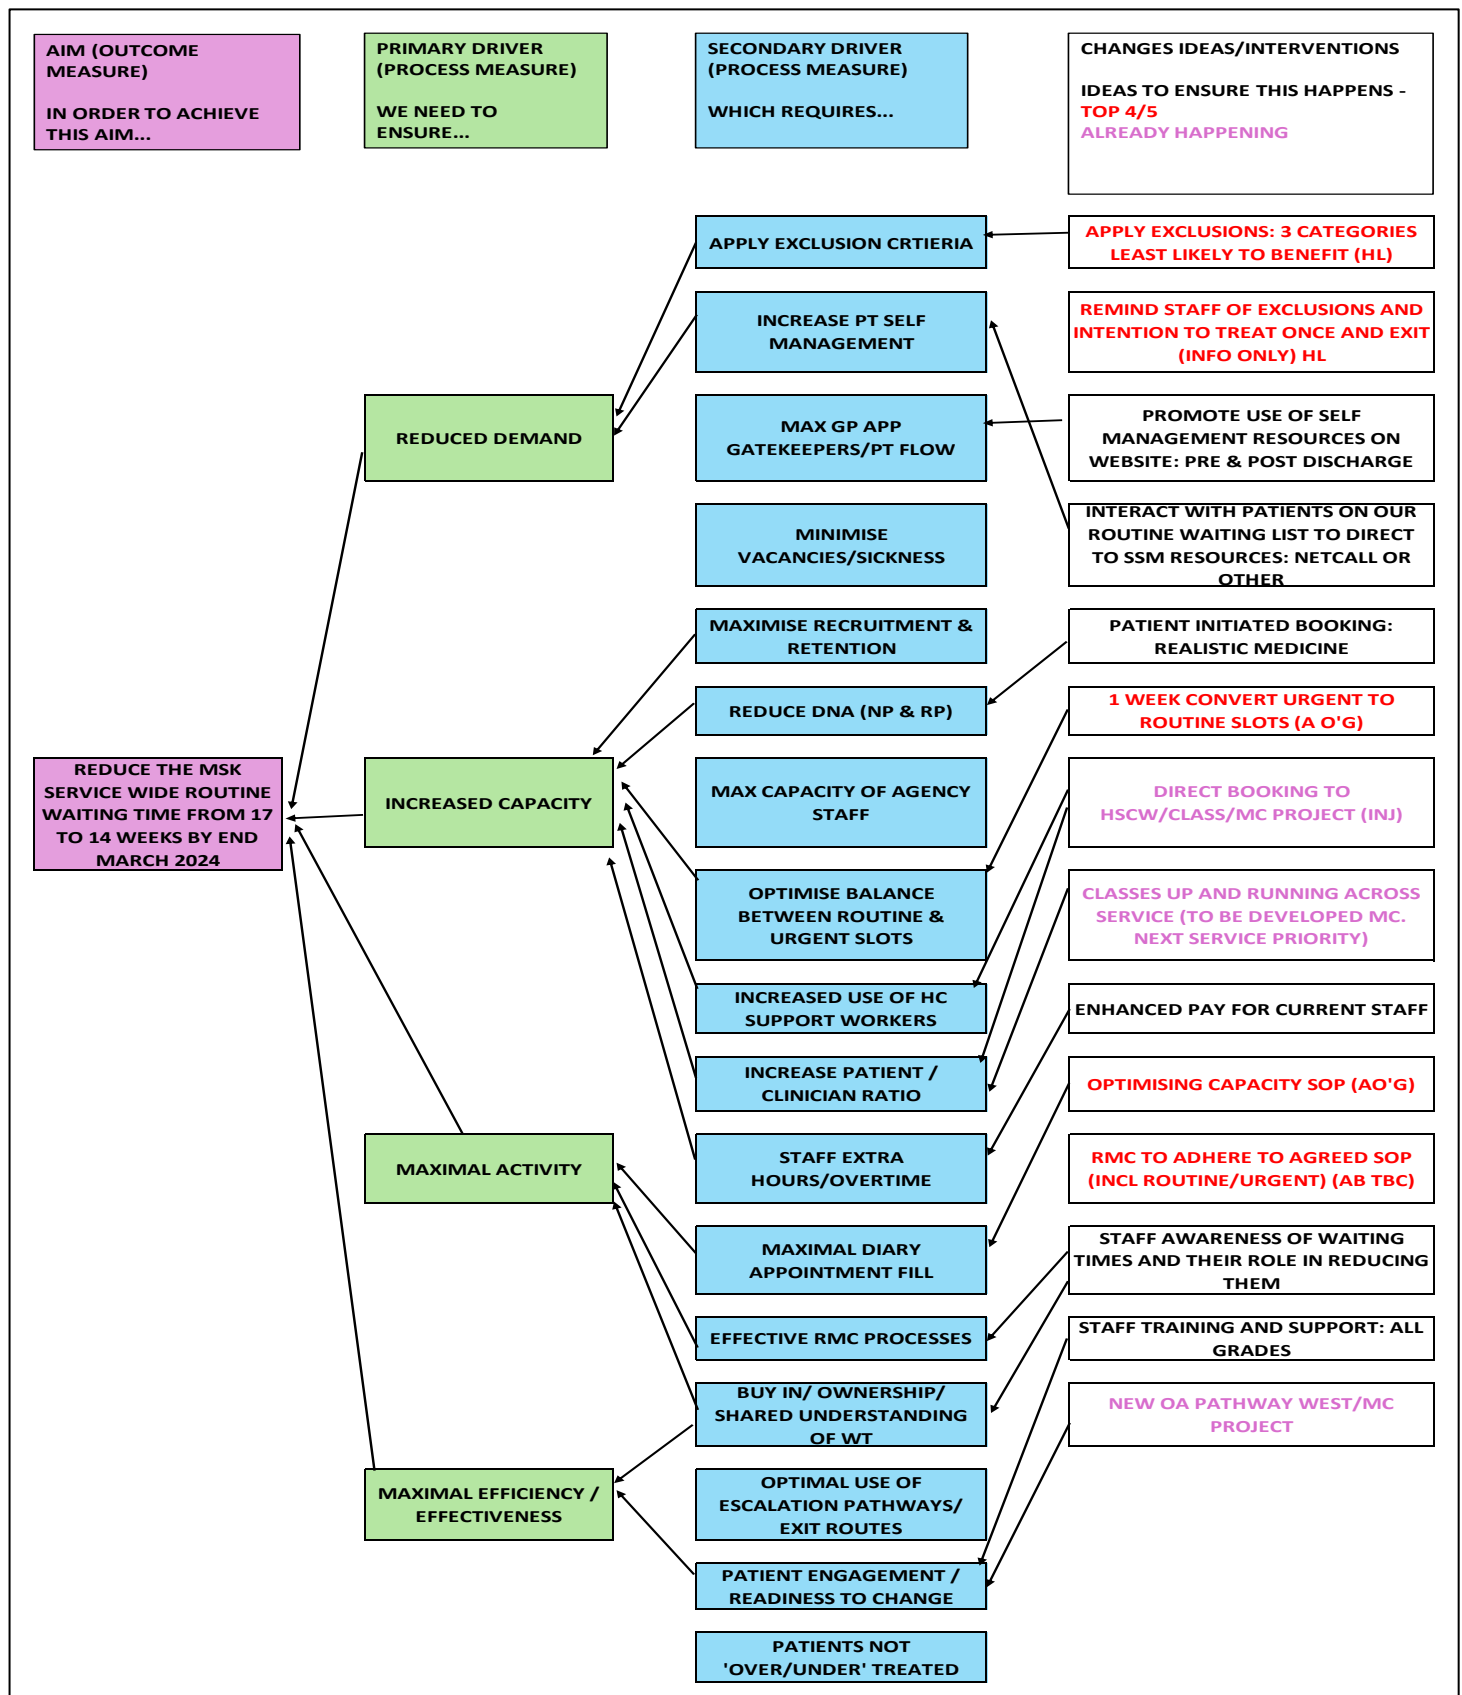 AIM (OUTCOME
MEASURE)
IN ORDER TO ACHIEVE
THIS AIM...
PRIMARY DRIVER
(PROCESS MEASURE)
WE NEED TO
ENSURE...
SECONDARY DRIVER
(PROCESS MEASURE)
WHICH REQUIRES...
CHANGES IDEAS/INTERVENTIONS
IDEAS TO ENSURE THIS HAPPENS -
TOP 4/5
ALREADY HAPPENING
REDUCE THE MSK
SERVICE WIDE ROUTINE
WAITING TIME FROM 17
TO 14 WEEKS BY END
MARCH 2024
REDUCED DEMAND
INCREASED CAPACITY
MAXIMAL ACTIVITY
MAXIMAL EFFICIENCY /
EFFECTIVENESS
APPLY EXCLUSION CRTIERIA
INCREASE PT SELF
MANAGEMENT
MAX GP APP
GATEKEEPERS/PT FLOW
MINIMISE
VACANCIES/SICKNESS
MAXIMISE RECRUITMENT &
RETENTION
REDUCE DNA (NP & RP)
MAX CAPACITY OF AGENCY
STAFF
OPTIMISE BALANCE
BETWEEN ROUTINE &
URGENT SLOTS
INCREASED USE OF HC
SUPPORT WORKERS
INCREASE PATIENT /
CLINICIAN RATIO
STAFF EXTRA
HOURS/OVERTIME
MAXIMAL DIARY
APPOINTMENT FILL
EFFECTIVE RMC PROCESSES
BUY IN/ OWNERSHIP/
SHARED UNDERSTANDING
OF WT
OPTIMAL USE OF
ESCALATION PATHWAYS/
EXIT ROUTES
PATIENT ENGAGEMENT /
READINESS TO CHANGE
PATIENTS NOT
'OVER/UNDER' TREATED
APPLY EXCLUSIONS: 3 CATEGORIES
LEAST LIKELY TO BENEFIT (HL)
REMIND STAFF OF EXCLUSIONS AND
INTENTION TO TREAT ONCE AND EXIT
(INFO ONLY) HL
PROMOTE USE OF SELF
MANAGEMENT RESOURCES ON
WEBSITE: PRE & POST DISCHARGE
INTERACT WITH PATIENTS ON OUR
ROUTINE WAITING LIST TO DIRECT
TO SSM RESOURCES: NETCALL OR
OTHER
PATIENT INITIATED BOOKING:
REALISTIC MEDICINE
1 WEEK CONVERT URGENT TO
ROUTINE SLOTS (A O'G)
DIRECT BOOKING TO
HSCW/CLASS/MC PROJECT (INJ)
CLASSES UP AND RUNNING ACROSS
SERVICE (TO BE DEVELOPED MC.
NEXT SERVICE PRIORITY)
ENHANCED PAY FOR CURRENT STAFF
OPTIMISING CAPACITY SOP (AO'G)
RMC TO ADHERE TO AGREED SOP
(INCL ROUTINE/URGENT) (AB TBC)
STAFF AWARENESS OF WAITING
TIMES AND THEIR ROLE IN REDUCING
THEM
STAFF TRAINING AND SUPPORT: ALL
GRADES
NEW OA PATHWAY WEST/MC
PROJECT